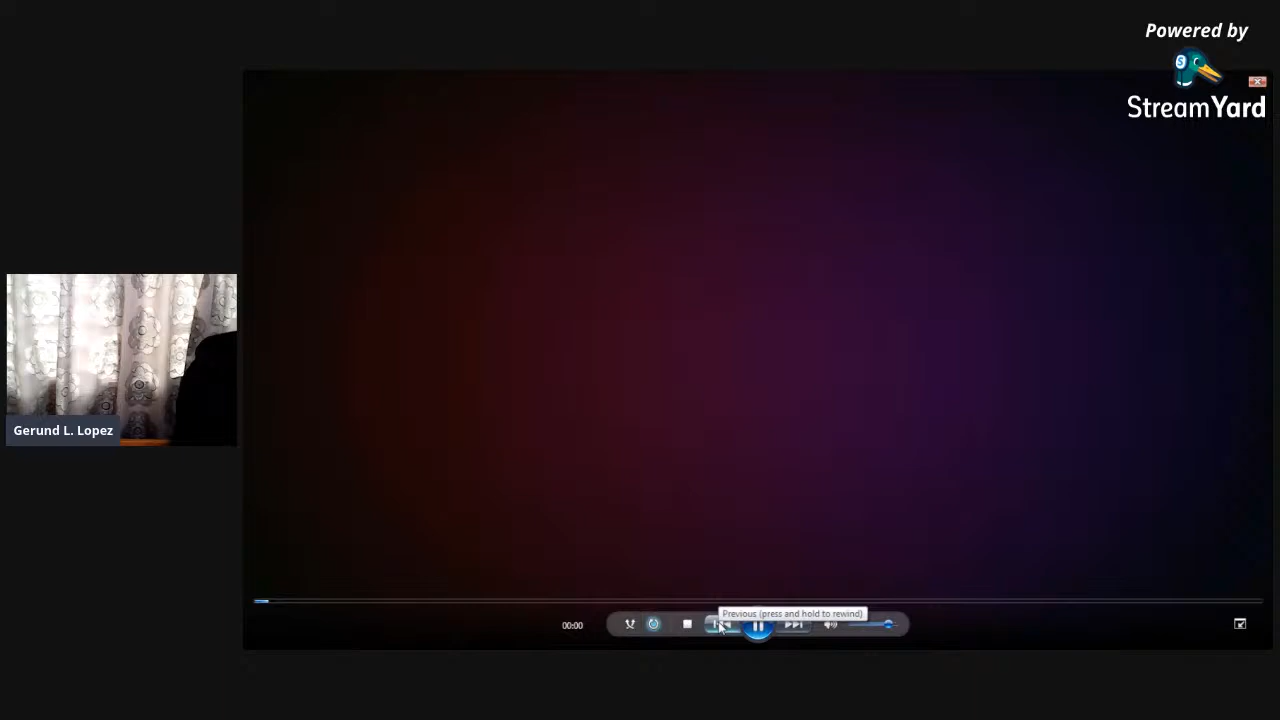 Powered by
StreamYard
Gerund L. Lopez
Previous (press and hold to rewind)
00:00